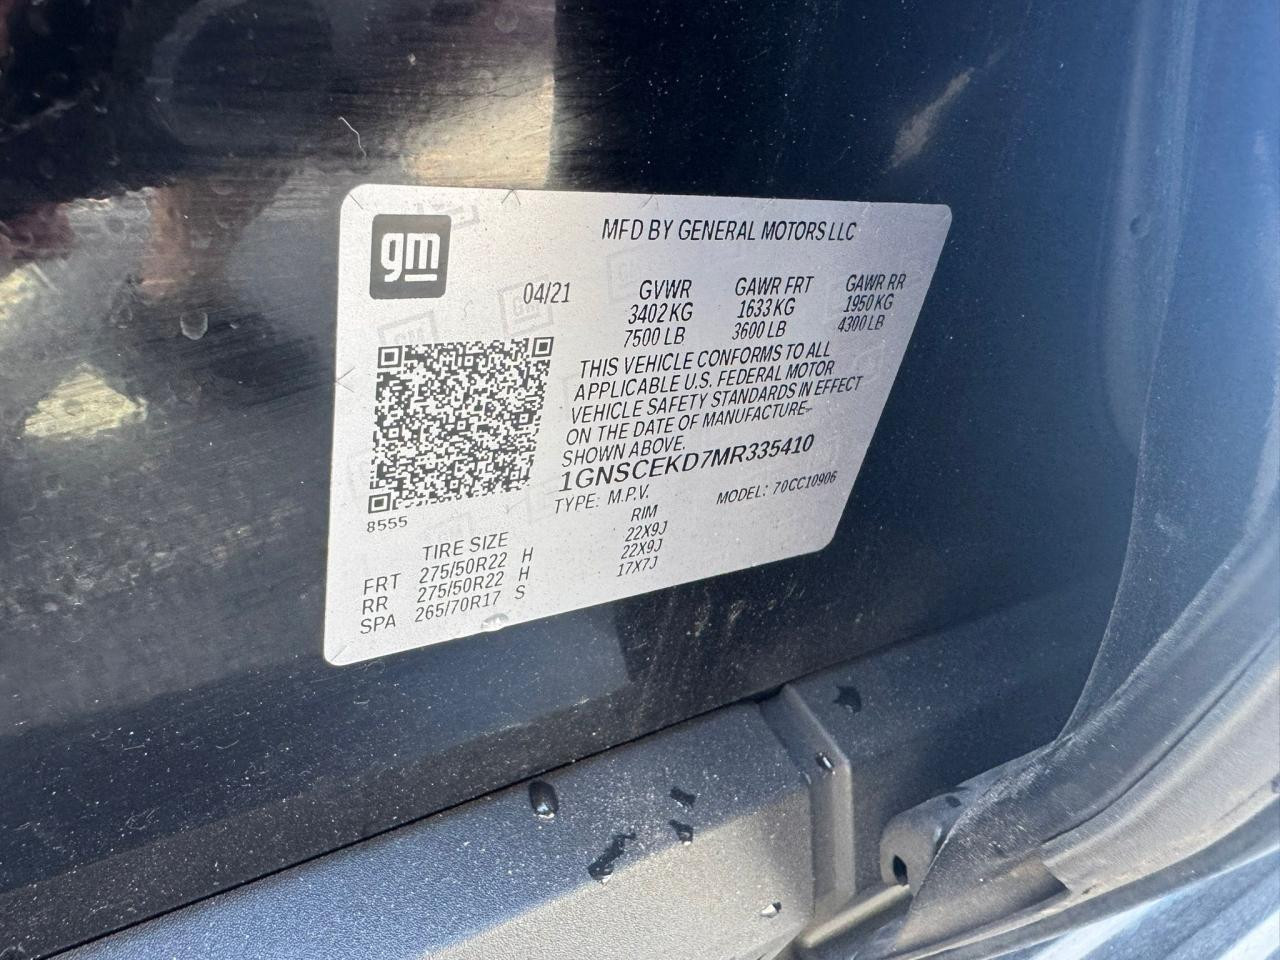 gm
MFD BY GENERAL MOTORS LLC
04/21
GVWR GAWR FRT GAWR RR
3402 KG 1633 KG 1950 KG
7500 LB 3600 LB 4300 LB
THIS VEHICLE CONFORMS TO ALL
APPLICABLE U.S. FEDERAL MOTOR
VEHICLE SAFETY STANDARDS IN EFFECT
ON THE DATE OF MANUFACTURE
SHOWN ABOVE.
1GNSCEKD7MR335410
TYPE: M.P.V. MODEL: 70CC10906
8555
TIRE SIZE RIM
FRT 275/50R22 H 22X9J
RR 275/50R22 H 22X9J
SPA 265/70R17 S 17X7J